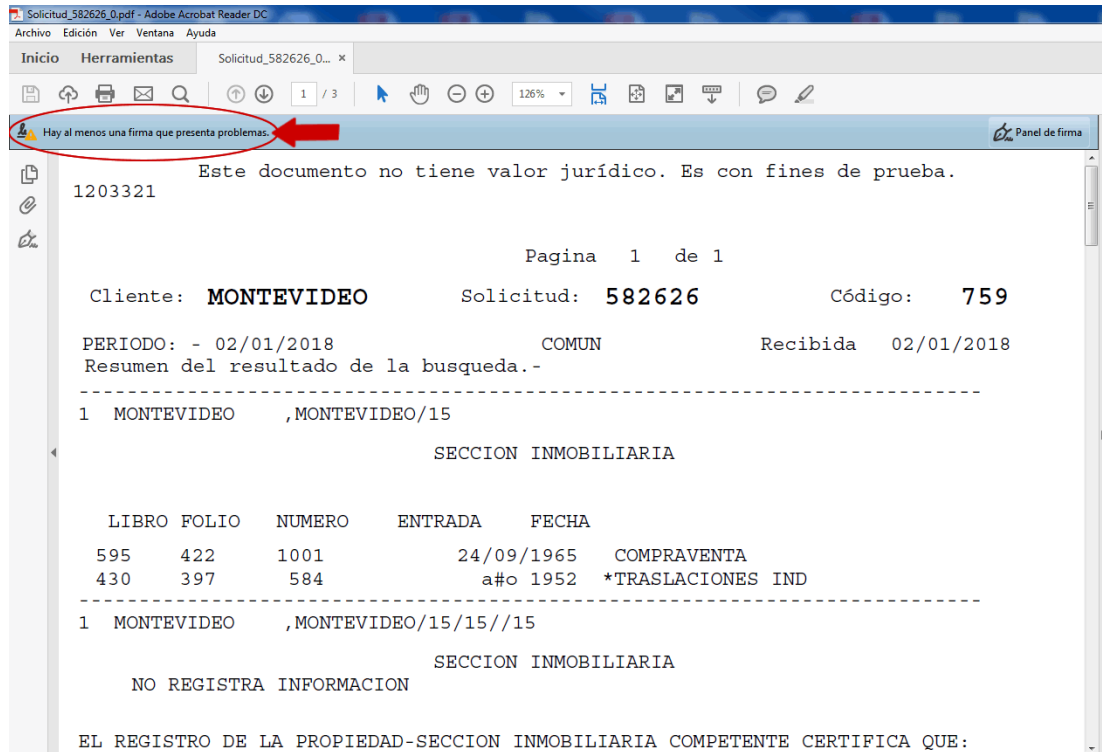 Solicitud_582626_0.pdf - Adobe Acrobat Reader DC
Archivo Edición Ver Ventana Ayuda
Inicio Herramientas Solicitud_582626_0... ×
1 / 3 126%
Hay al menos una firma que presenta problemas. Panel de firma
Este documento no tiene valor jurídico. Es con fines de prueba.
1203321
Pagina 1 de 1
Cliente: MONTEVIDEO Solicitud: 582626 Código: 759
PERIODO: - 02/01/2018 COMUN Recibida 02/01/2018
Resumen del resultado de la busqueda.-
--------------------------------------------------------------------------
1 MONTEVIDEO ,MONTEVIDEO/15
SECCION INMOBILIARIA
LIBRO FOLIO NUMERO ENTRADA FECHA
595 422 1001 24/09/1965 COMPRAVENTA
430 397 584 a#o 1952 *TRASLACIONES IND
--------------------------------------------------------------------------
1 MONTEVIDEO ,MONTEVIDEO/15/15//15
SECCION INMOBILIARIA
NO REGISTRA INFORMACION
EL REGISTRO DE LA PROPIEDAD-SECCION INMOBILIARIA COMPETENTE CERTIFICA QUE: